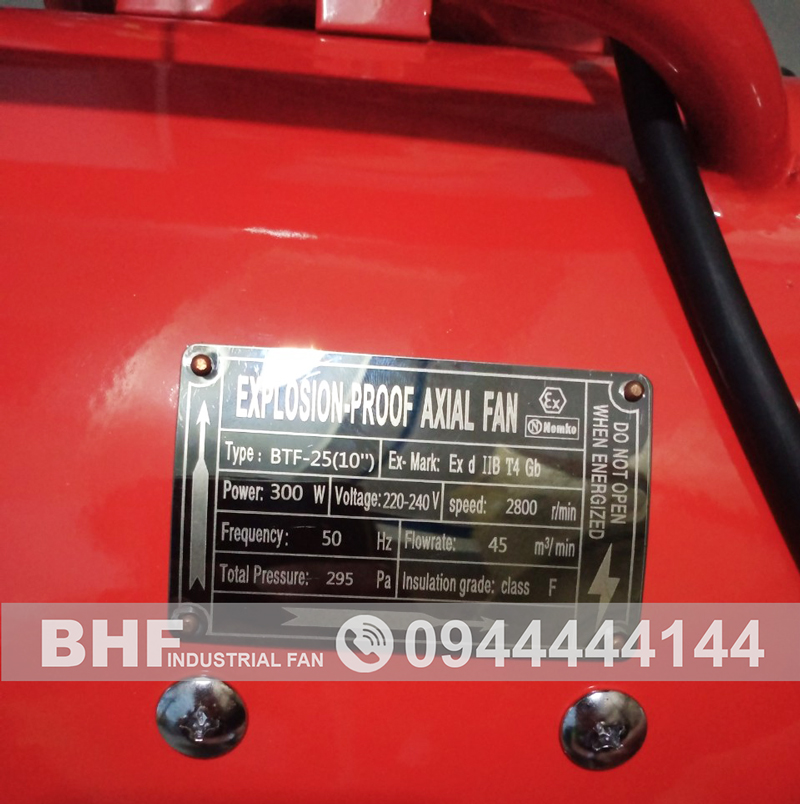 EXPLOSION-PROOF AXIAL FAN
Ex
N Nemko
Type: BTF-25(10") Ex-Mark: Ex d IIB T4 Gb
Power: 300 W Voltage: 220-240 V speed: 2800 r/min
Frequency: 50 Hz Flowrate: 45 m³/min
Total Pressure: 295 Pa Insulation grade: class F
DO NOT OPEN
WHEN ENERGIZED
BHF INDUSTRIAL FAN 0944444144